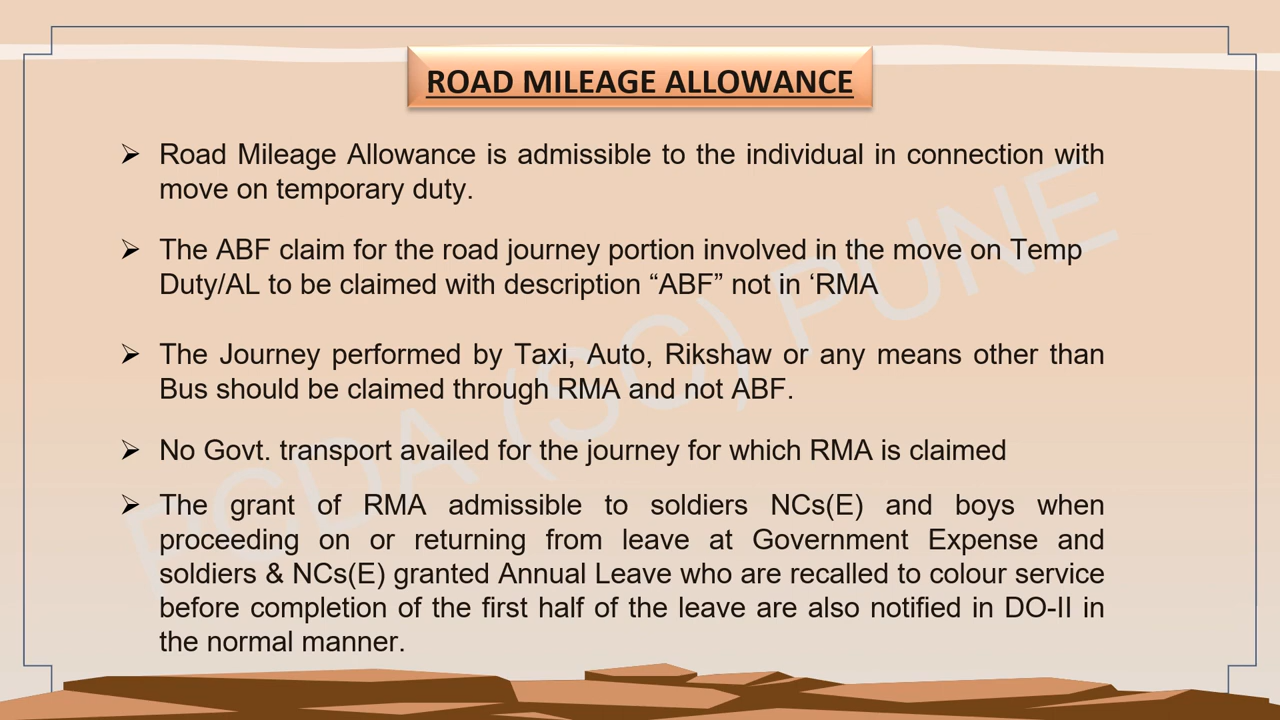 ROAD MILEAGE ALLOWANCE
➢ Road Mileage Allowance is admissible to the individual in connection with
move on temporary duty.
➢ The ABF claim for the road journey portion involved in the move on Temp
Duty/AL to be claimed with description “ABF” not in ‘RMA
➢ The Journey performed by Taxi, Auto, Rikshaw or any means other than
Bus should be claimed through RMA and not ABF.
➢ No Govt. transport availed for the journey for which RMA is claimed
➢ The grant of RMA admissible to soldiers NCs(E) and boys when
proceeding on or returning from leave at Government Expense and
soldiers & NCs(E) granted Annual Leave who are recalled to colour service
before completion of the first half of the leave are also notified in DO-II in
the normal manner.
PCDA (SC) PUNE